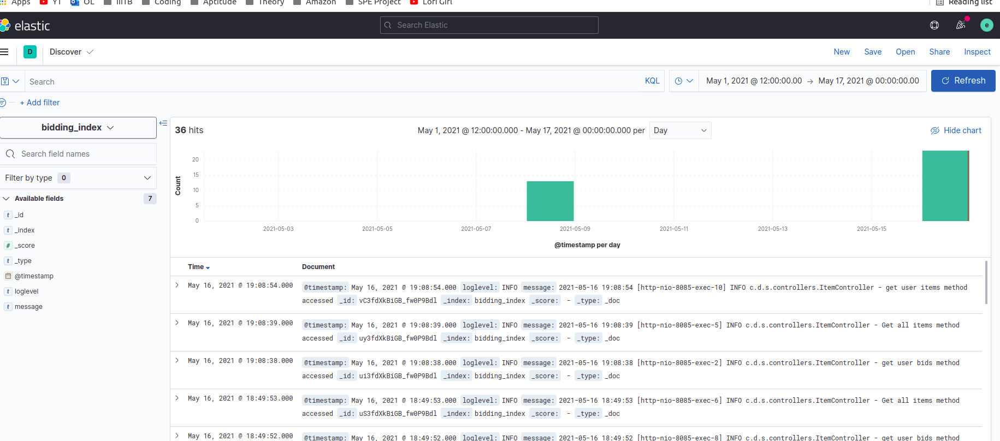 Apps YT OL IIITB Coding Aptitude Theory Amazon SPE Project Lofi Girl Reading list
elastic Search Elastic e
D Discover New Save Open Share Inspect
Search KQL May 1, 2021 @ 12:00:00.00 → May 17, 2021 @ 00:00:00.00 Refresh
+ Add filter
bidding_index
36 hits May 1, 2021 @ 12:00:00.000 - May 17, 2021 @ 00:00:00.000 per Day Hide chart
Search field names
Filter by type 0
Available fields 7
t _id
t _index
# _score
t _type
@timestamp
t loglevel
t message
Count
20
15
10
5
0
2021-05-03 2021-05-05 2021-05-07 2021-05-09 2021-05-11 2021-05-13 2021-05-15
@timestamp per day
Time Document
May 16, 2021 @ 19:08:54.000 @timestamp: May 16, 2021 @ 19:08:54.000 loglevel: INFO message: 2021-05-16 19:08:54 [http-nio-8085-exec-10] INFO c.d.s.controllers.ItemController - get user items method
accessed _id: vC3fdXkBiGB_fw0P9Bdl _index: bidding_index _score: - _type: _doc
May 16, 2021 @ 19:08:39.000 @timestamp: May 16, 2021 @ 19:08:39.000 loglevel: INFO message: 2021-05-16 19:08:39 [http-nio-8085-exec-5] INFO c.d.s.controllers.ItemController - Get all items method
accessed _id: uy3fdXkBiGB_fw0P9Bdl _index: bidding_index _score: - _type: _doc
May 16, 2021 @ 19:08:38.000 @timestamp: May 16, 2021 @ 19:08:38.000 loglevel: INFO message: 2021-05-16 19:08:38 [http-nio-8085-exec-2] INFO c.d.s.controllers.ItemController - get user bids method
accessed _id: ui3fdXkBiGB_fw0P9Bdl _index: bidding_index _score: - _type: _doc
May 16, 2021 @ 18:49:53.000 @timestamp: May 16, 2021 @ 18:49:53.000 loglevel: INFO message: 2021-05-16 18:49:53 [http-nio-8085-exec-6] INFO c.d.s.controllers.ItemController - Get all items method
accessed _id: uS3fdXkBiGB_fw0P9Bdl _index: bidding_index _score: - _type: _doc
May 16, 2021 @ 18:49:52.000 @timestamp: May 16, 2021 @ 18:49:52.000 loglevel: INFO message: 2021-05-16 18:49:52 [http-nio-8085-exec-8] INFO c.d.s.controllers.ItemController - get user bids method